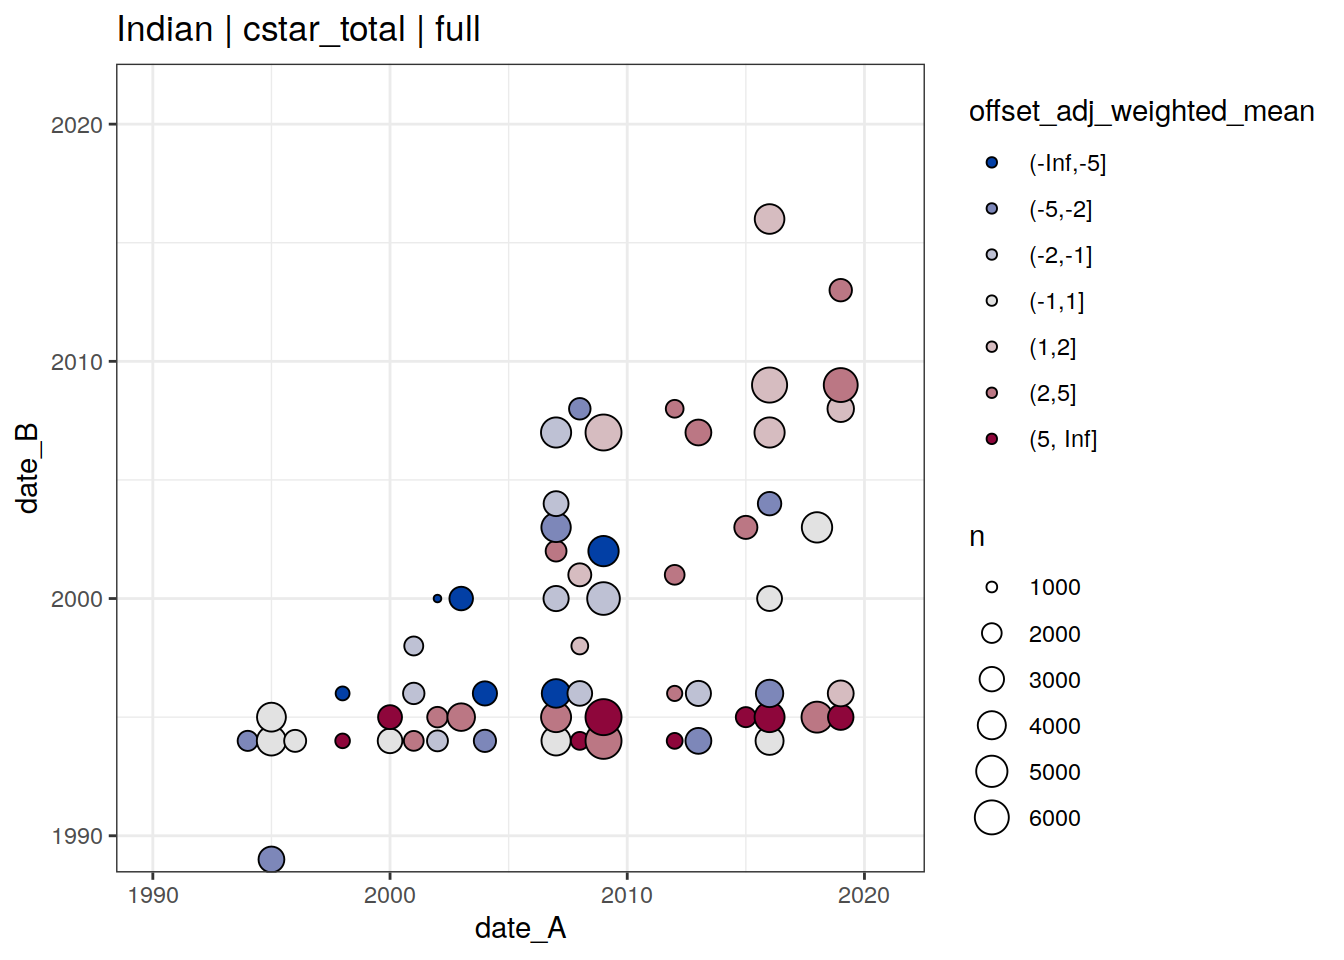 Indian | cstar_total | full
2020
2010
2000
1990
date_B
1990
2000
2010
2020
date_A
offset_adj_weighted_mean
(-Inf,-5]
(-5,-2]
(-2,-1]
(-1,1]
(1,2]
(2,5]
(5, Inf]
n
1000
2000
3000
4000
5000
6000